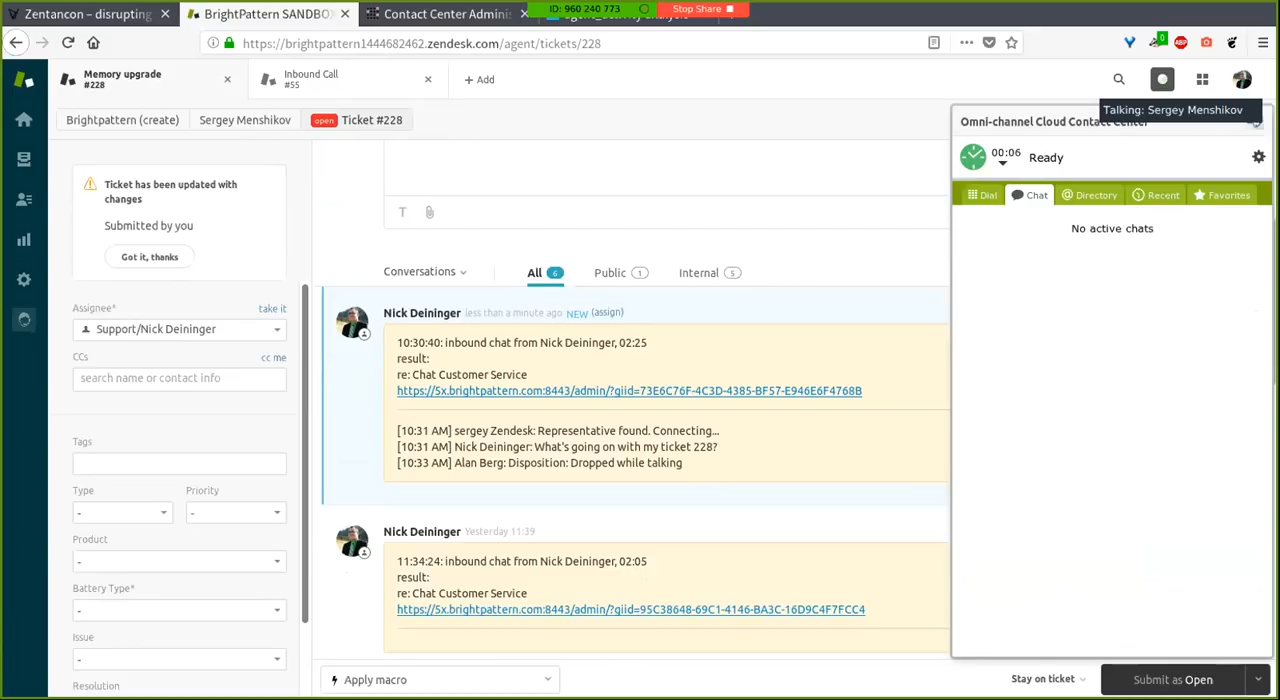 Zentancon – disrupting
BrightPattern SANDBOX
Contact Center Adminis
ID: 960 240 773
Stop Share
https://brightpattern1444682462.zendesk.com/agent/tickets/228
0
ABP
Memory upgrade
#228
Inbound Call
#55
+ Add
Brightpattern (create)
Sergey Menshikov
open Ticket #228
Talking: Sergey Menshikov
Omni-channel Cloud Contact Center
00:06
Ready
Dial
Chat
Directory
Recent
Favorites
No active chats
Ticket has been updated with
changes
Submitted by you
Got it, thanks
Assignee*
take it
Support/Nick Deininger
CCs
cc me
search name or contact info
Tags
Type
Priority
-
-
Product
-
Battery Type*
-
Issue
-
Resolution
T
Conversations
All 6
Public 1
Internal 5
Nick Deininger less than a minute ago NEW (assign)
10:30:40: inbound chat from Nick Deininger, 02:25
result:
re: Chat Customer Service
https://5x.brightpattern.com:8443/admin/?giid=73E6C76F-4C3D-4385-BF57-E946E6F4768B
[10:31 AM] sergey Zendesk: Representative found. Connecting...
[10:31 AM] Nick Deininger: What's going on with my ticket 228?
[10:33 AM] Alan Berg: Disposition: Dropped while talking
Nick Deininger Yesterday 11:39
11:34:24: inbound chat from Nick Deininger, 02:05
result:
re: Chat Customer Service
https://5x.brightpattern.com:8443/admin/?giid=95C38648-69C1-4146-BA3C-16D9C4F7FCC4
Apply macro
Stay on ticket
Submit as Open